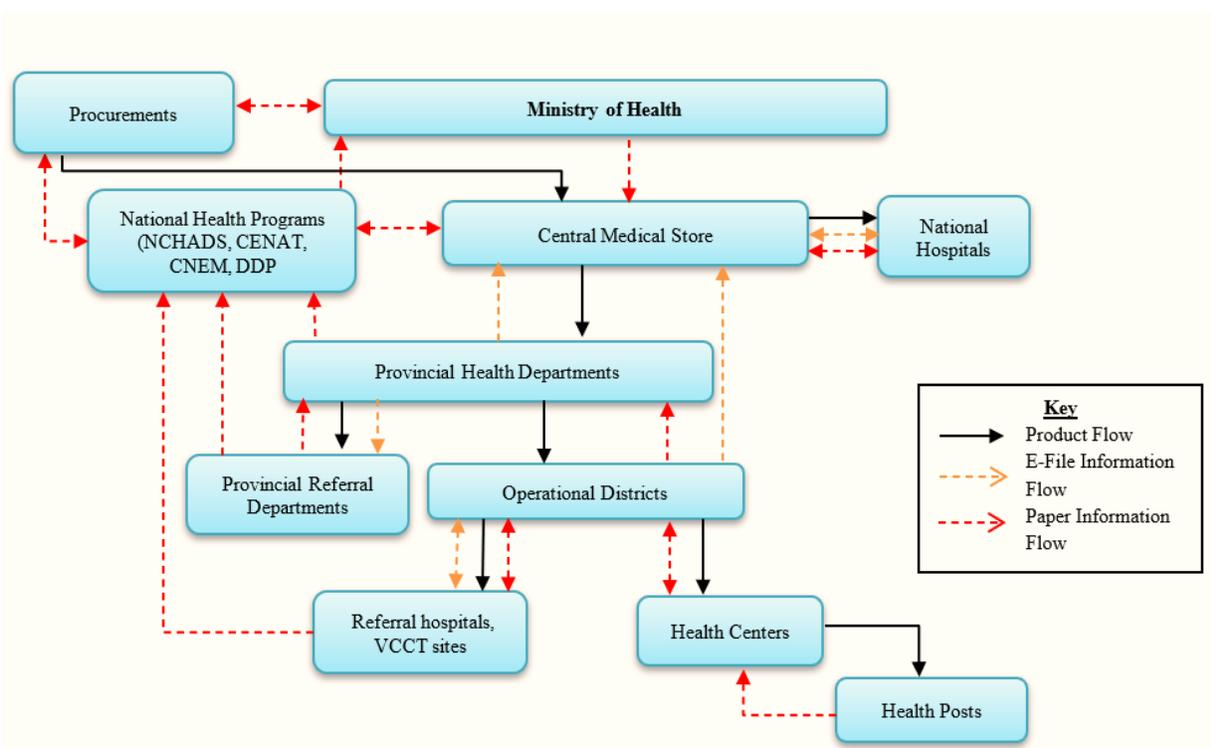 Procurements
Ministry of Health
National Health Programs
(NCHADS, CENAT,
CNEM, DDP
Central Medical Store
National
Hospitals
Provincial Health Departments
Key
Product Flow
E-File Information
Flow
Paper Information
Flow
Provincial Referral
Departments
Operational Districts
Referral hospitals,
VCCT sites
Health Centers
Health Posts